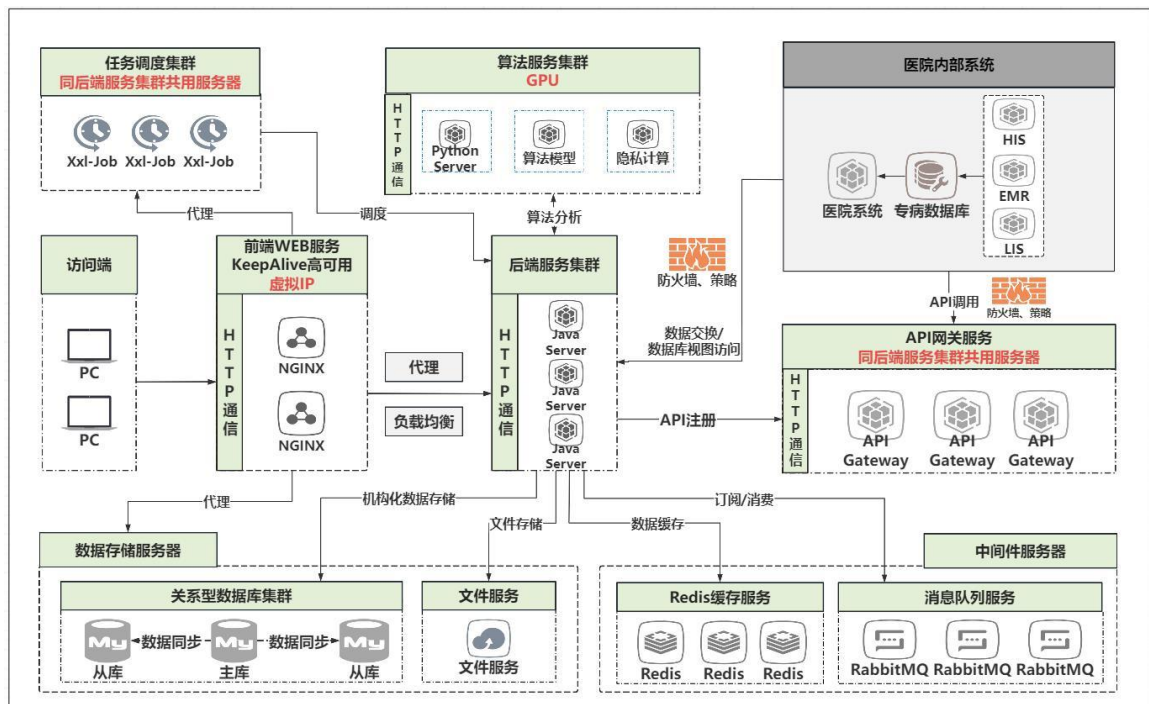 任务调度集群
同后端服务集群共用服务器
Xxl-Job
Xxl-Job
Xxl-Job
算法服务集群
GPU
HTTP通信
Python
Server
算法模型
隐私计算
医院内部系统
HIS
EMR
LIS
医院系统
专病数据库
代理
调度
算法分析
访问端
PC
PC
前端WEB服务
KeepAlive高可用
虚拟IP
HTTP通信
NGINX
NGINX
代理
负载均衡
后端服务集群
HTTP通信
Java
Server
Java
Server
Java
Server
防火墙、策略
数据交换/
数据库视图访问
API调用
防火墙、策略
API注册
API网关服务
同后端服务集群共用服务器
HTTP通信
API
Gateway
API
Gateway
API
Gateway
代理
机构化数据存储
文件存储
数据缓存
订阅/消费
数据存储服务器
关系型数据库集群
My
数据同步
My
数据同步
My
从库
主库
从库
文件服务
文件服务
中间件服务器
Redis缓存服务
Redis
Redis
Redis
消息队列服务
RabbitMQ
RabbitMQ
RabbitMQ